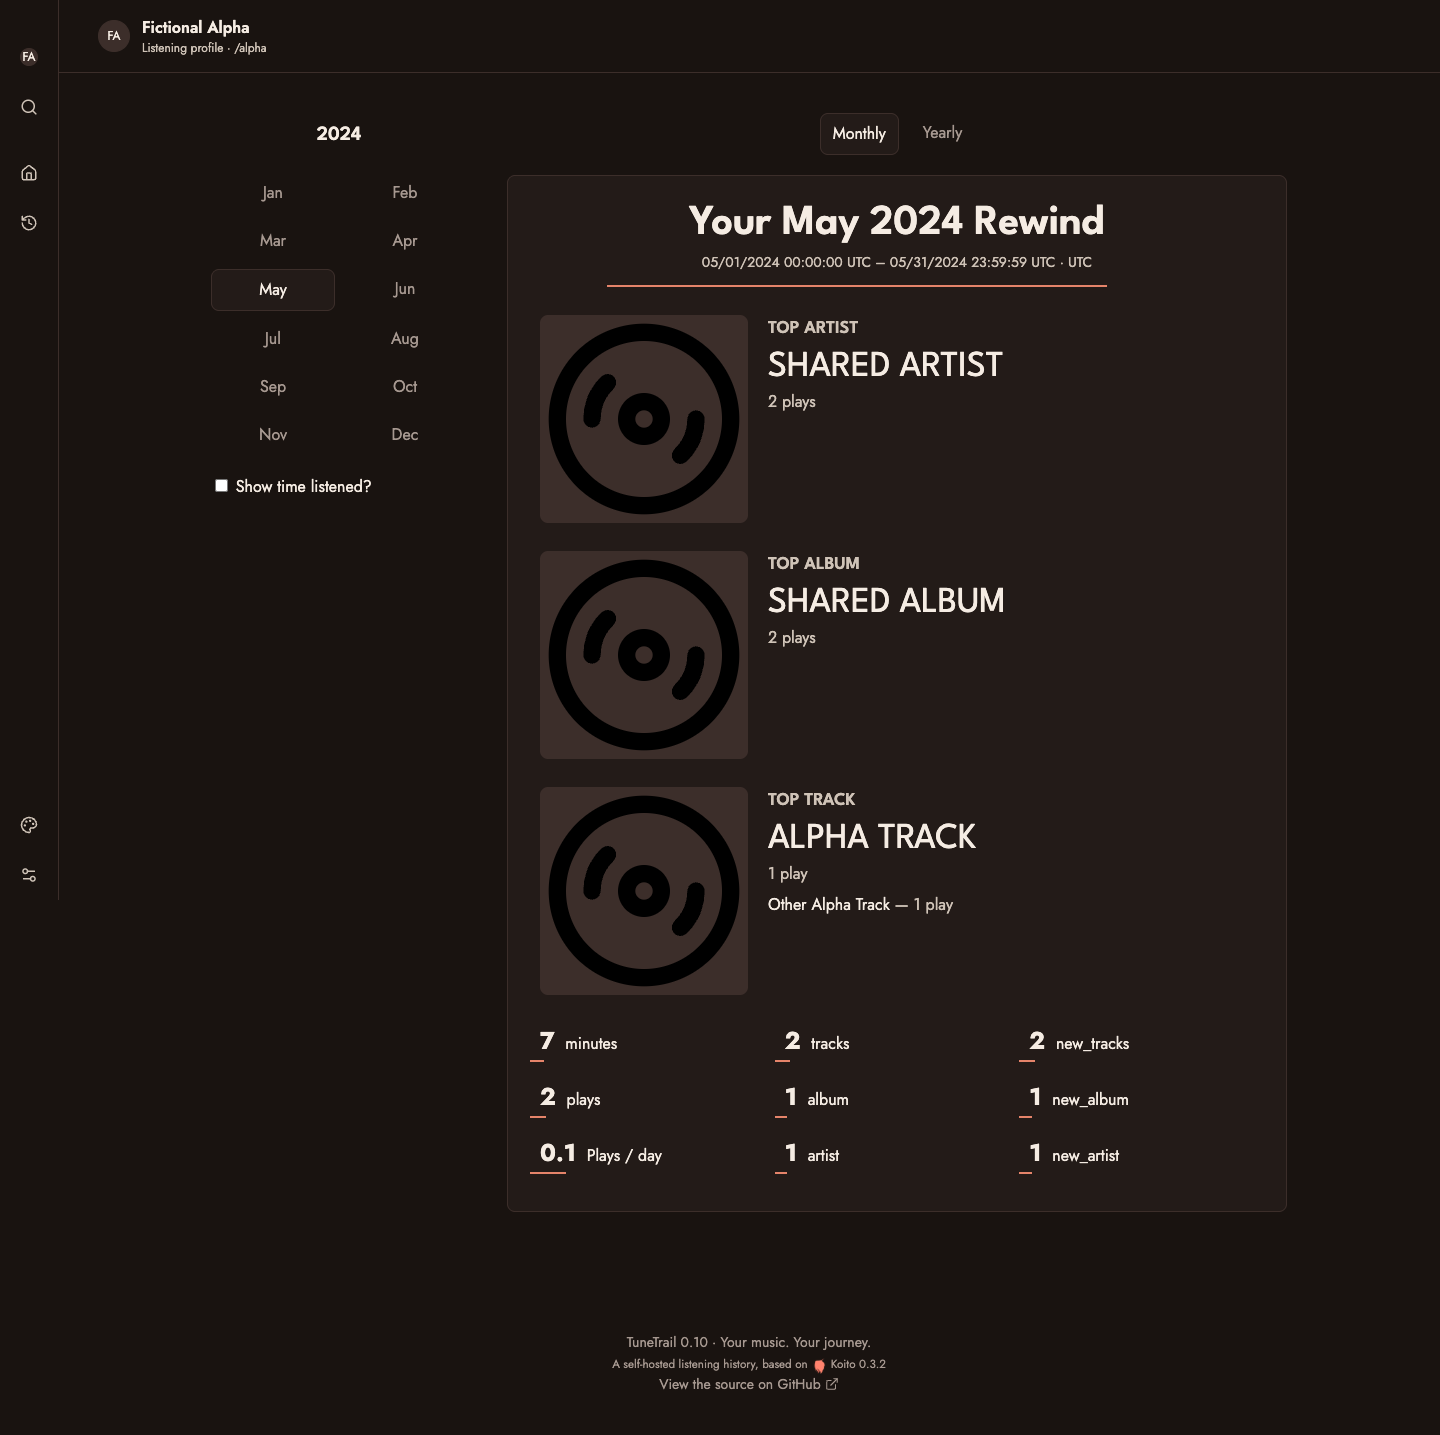 FA
FA
Fictional Alpha
Listening profile · /alpha
2024
Jan
Feb
Mar
Apr
May
Jun
Jul
Aug
Sep
Oct
Nov
Dec
Show time listened?
Monthly
Yearly
Your May 2024 Rewind
05/01/2024 00:00:00 UTC – 05/31/2024 23:59:59 UTC · UTC
TOP ARTIST
SHARED ARTIST
2 plays
TOP ALBUM
SHARED ALBUM
2 plays
TOP TRACK
ALPHA TRACK
1 play
Other Alpha Track — 1 play
7 minutes
2 tracks
2 new_tracks
2 plays
1 album
1 new_album
0.1 Plays / day
1 artist
1 new_artist
TuneTrail 0.10 · Your music. Your journey.
A self-hosted listening history, based on Koito 0.3.2
View the source on GitHub